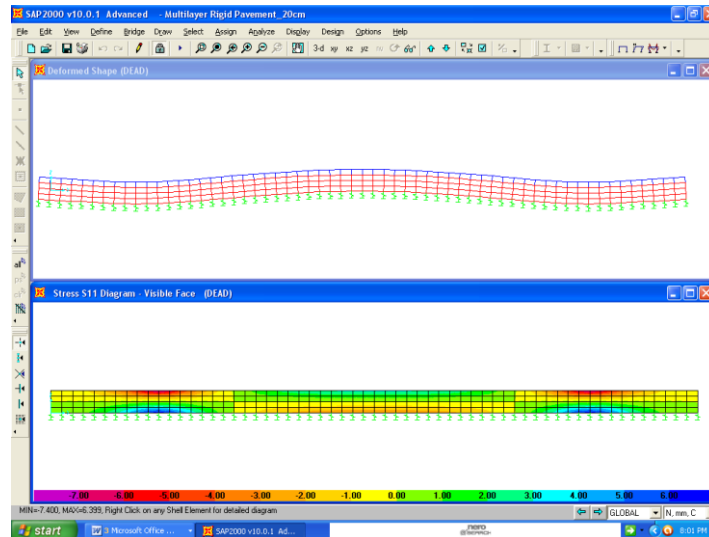 SAP2000 v10.0.1 Advanced - Multilayer Rigid Pavement_20cm
File Edit View Define Bridge Draw Select Assign Analyze Display Design Options Help
3-d xy xz yz
Deformed Shape (DEAD)
Stress S11 Diagram - Visible Face (DEAD)
-7.00 -6.00 -5.00 -4.00 -3.00 -2.00 -1.00 0.00 1.00 2.00 3.00 4.00 5.00
MIN=-7.400, MAX=6.399, Right Click on any Shell Element for detailed diagram
GLOBAL N, mm, C
start 3 Microsoft Office ... SAP2000 v10.0.1 Ad... nero 8:01 PM